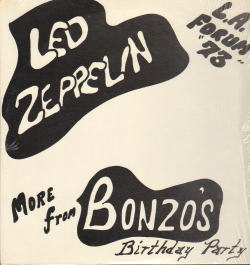 LED
ZEPPELIN
L.A.
FORUM
"73"
MORE
from BONZO'S
Birthday Party